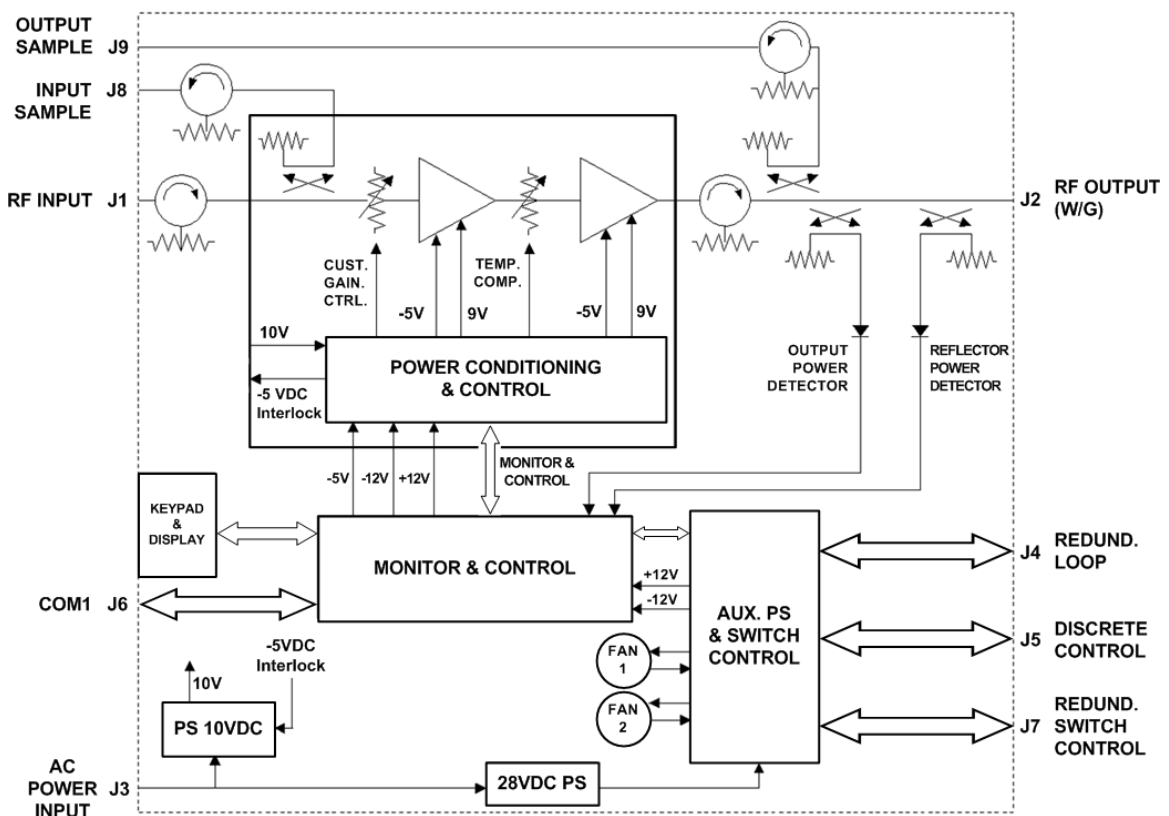 OUTPUT
SAMPLE J9
INPUT J8
SAMPLE
RF INPUT J1
J2 RF OUTPUT
(W/G)
CUST.
GAIN.
CTRL.
-5V
9V
TEMP.
COMP.
-5V
9V
10V
POWER CONDITIONING
& CONTROL
-5 VDC
Interlock
OUTPUT
POWER
DETECTOR
REFLECTOR
POWER
DETECTOR
-5V
-12V
+12V
MONITOR &
CONTROL
KEYPAD
&
DISPLAY
MONITOR & CONTROL
COM1 J6
+12V
-12V
AUX. PS
& SWITCH
CONTROL
J4 REDUND.
LOOP
J5 DISCRETE
CONTROL
J7 REDUND.
SWITCH
CONTROL
FAN
1
FAN
2
-5VDC
Interlock
10V
PS 10VDC
AC
POWER J3
INPUT
28VDC PS